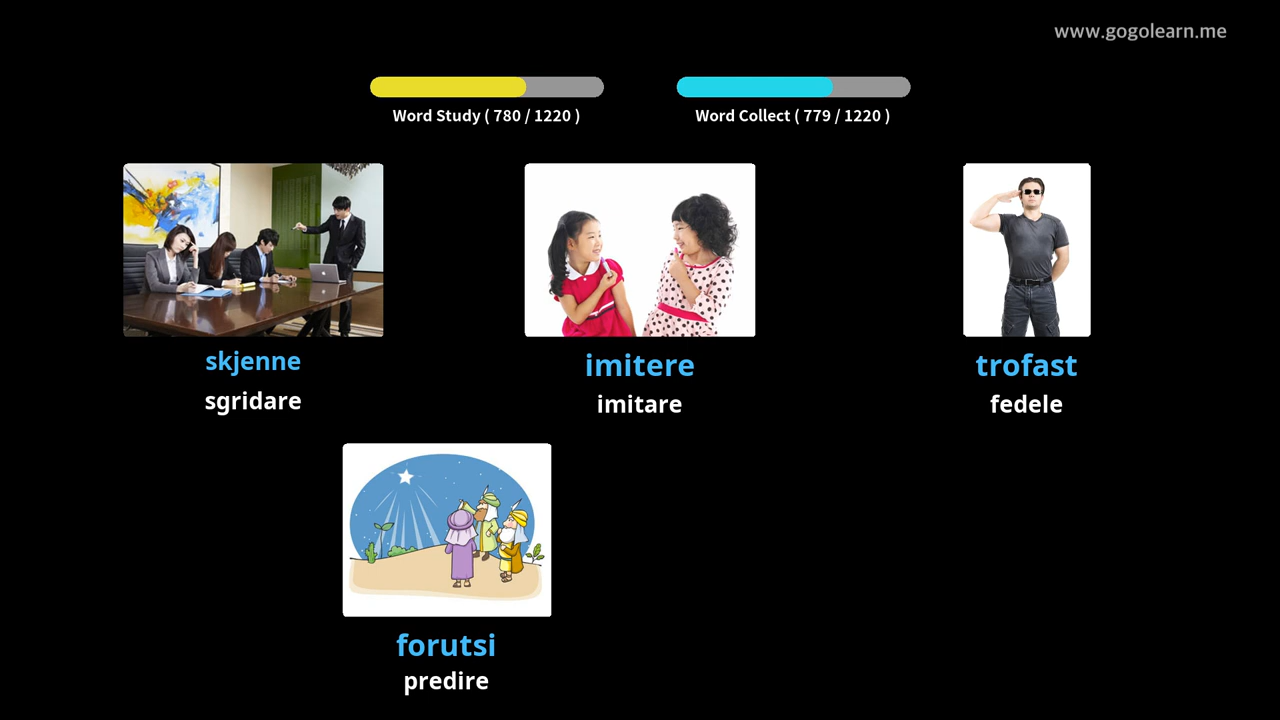 www.gogolearn.me
Word Study ( 780 / 1220 )
Word Collect ( 779 / 1220 )
skjenne
sgridare
imitere
imitare
trofast
fedele
forutsi
predire